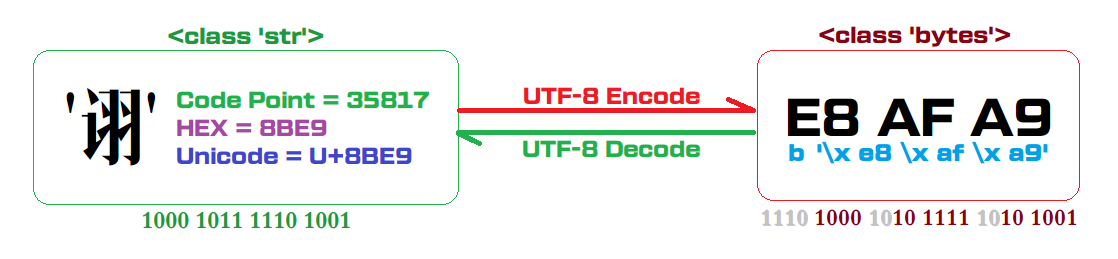 <class 'str'>
'诩'
Code Point = 35817
HEX = 8BE9
Unicode = U+8BE9
1000 1011 1110 1001
UTF-8 Encode
UTF-8 Decode
<class 'bytes'>
E8 AF A9
b '\x e8 \x af \x a9'
1110 1000 1010 1111 1010 1001